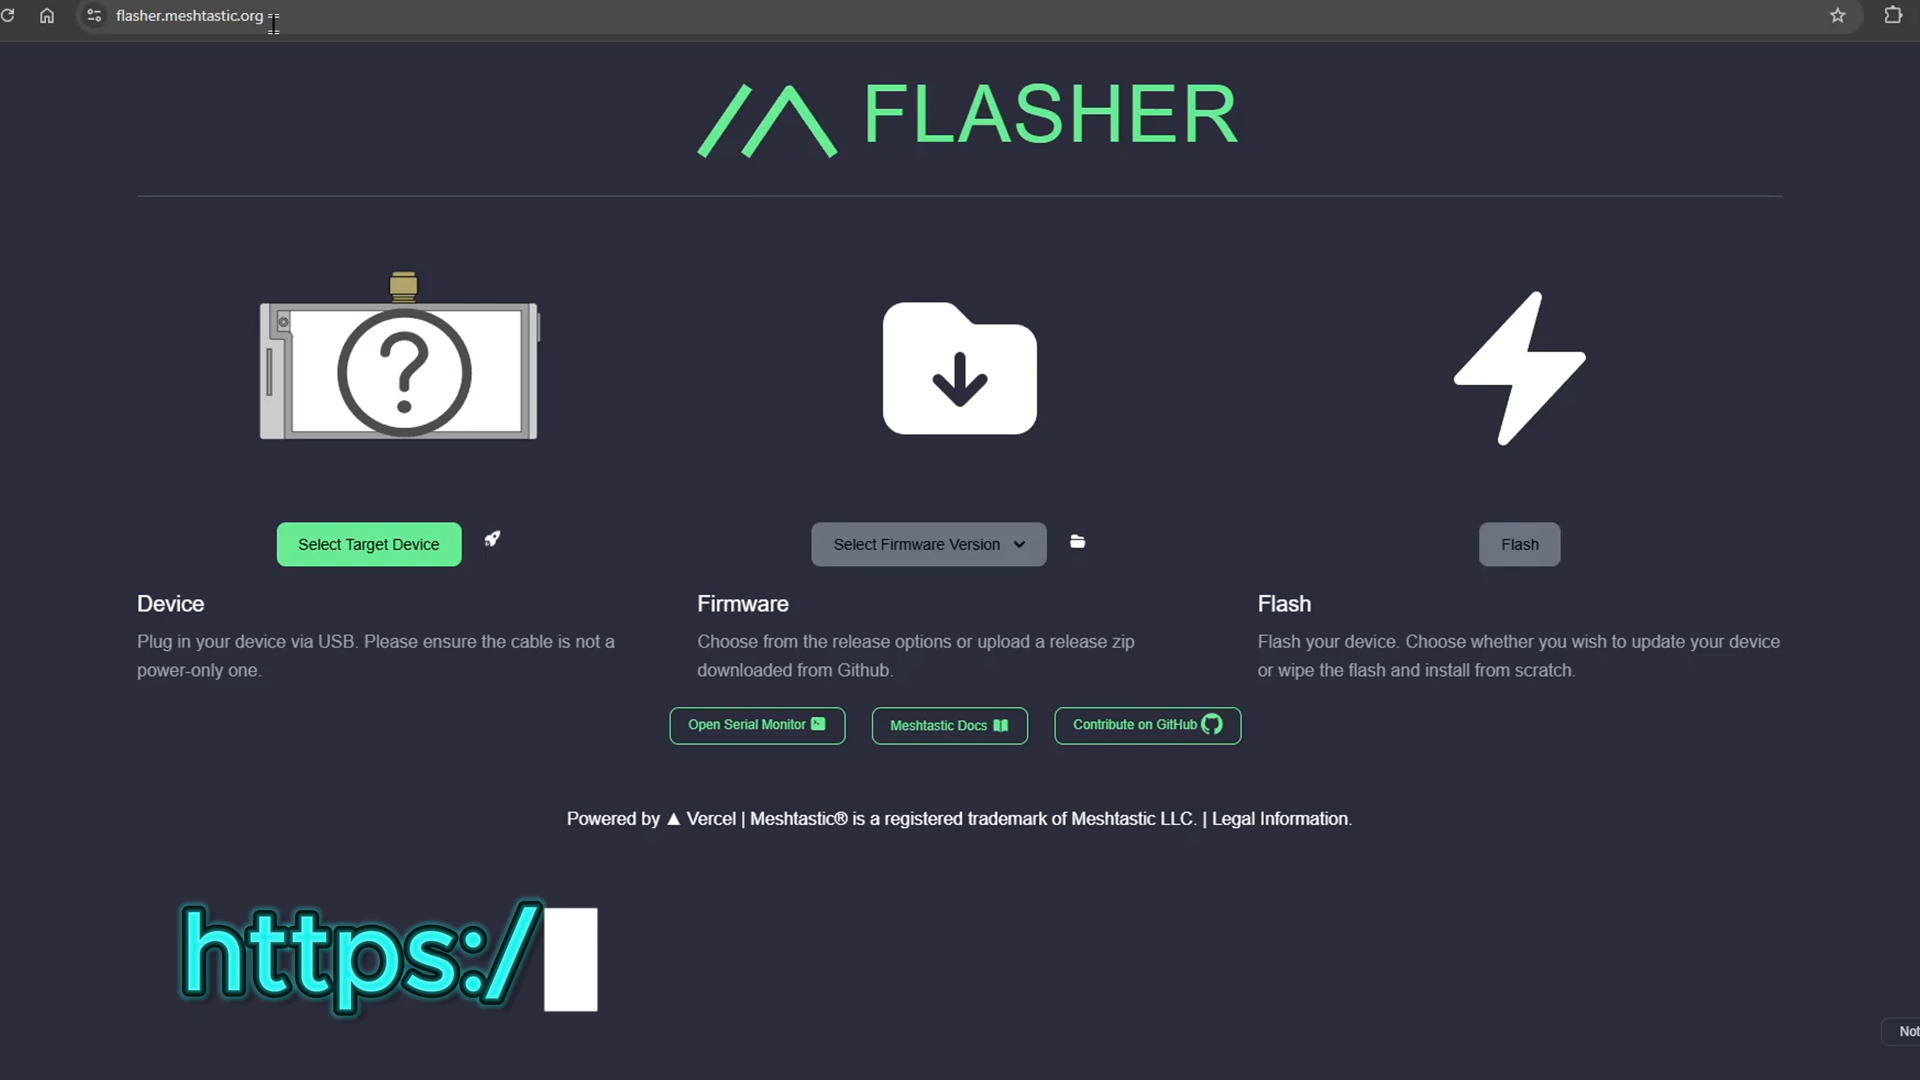 flasher.meshtastic.org
FLASHER
?
Select Target Device
Select Firmware Version
Flash
Device
Plug in your device via USB. Please ensure the cable is not a
power-only one.
Firmware
Choose from the release options or upload a release zip
downloaded from Github.
Flash
Flash your device. Choose whether you wish to update your device
or wipe the flash and install from scratch.
Open Serial Monitor
Meshtastic Docs
Contribute on GitHub
Powered by ▲ Vercel | Meshtastic® is a registered trademark of Meshtastic LLC. | Legal Information.
https:/
Not